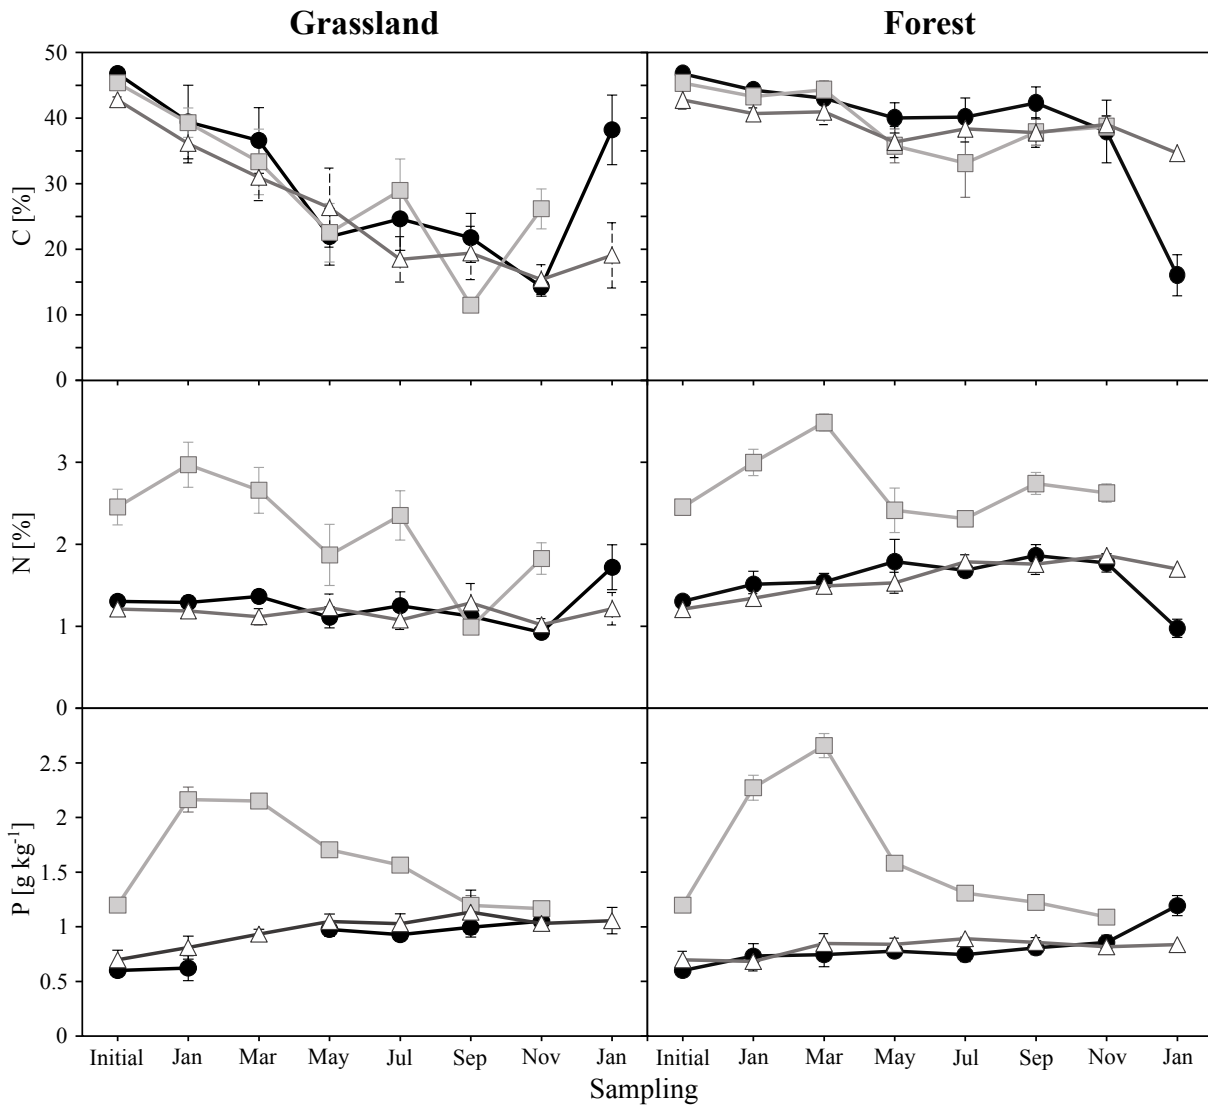 Grassland Forest
C [%]
50
40
30
20
10
0
N [%]
3
2
1
0
P [g kg-1]
2.5
2
1.5
1
0.5
0
Initial Jan Mar May Jul Sep Nov Jan Initial Jan Mar May Jul Sep Nov Jan
Sampling